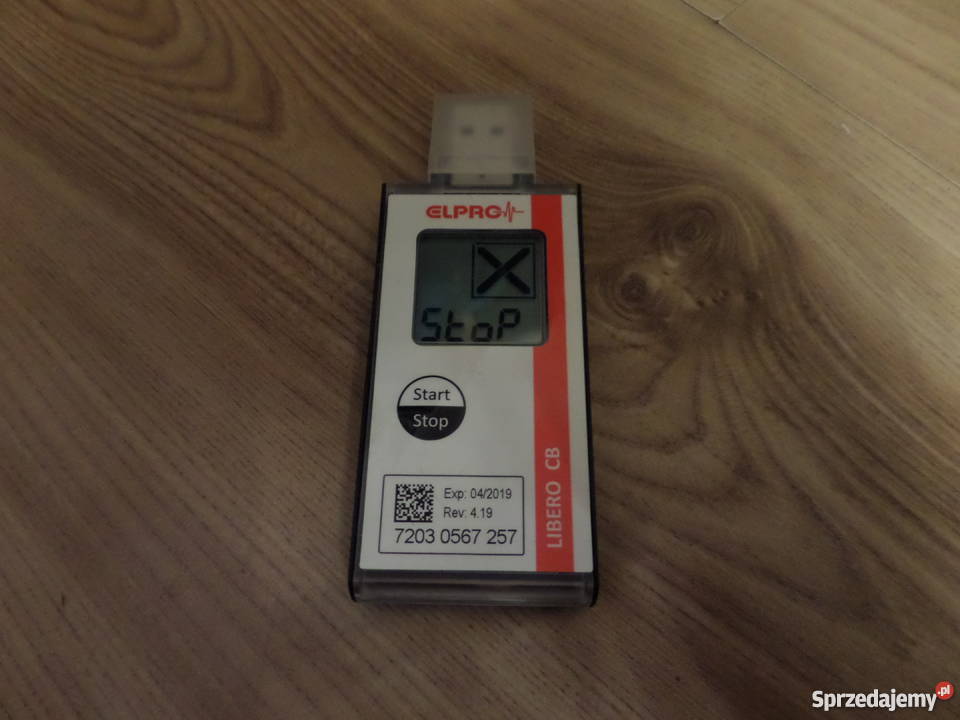 ELPRO
X
StoP
Start
Stop
Exp: 04/2019
Rev: 4.19
7203 0567 257
LIBERO CB
Sprzedajemy.pl